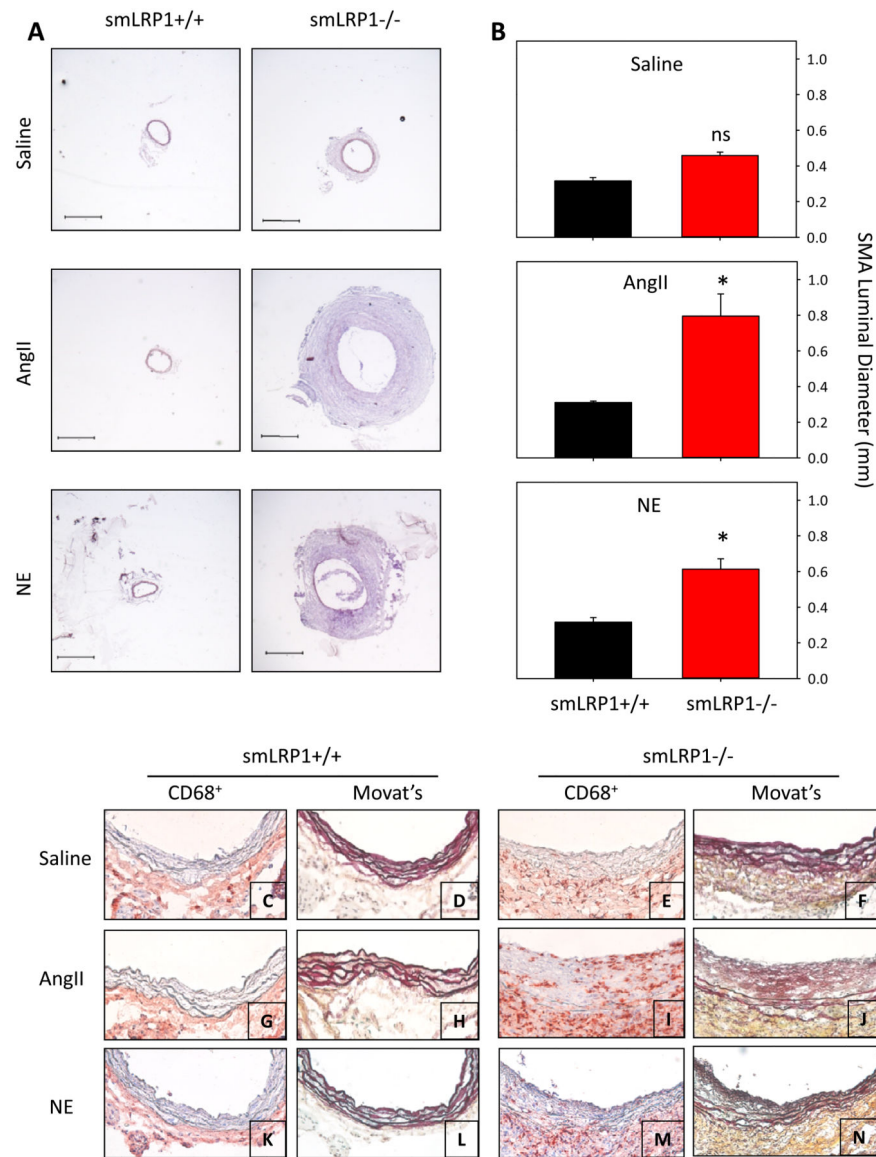 A
smLRP1+/+
smLRP1-/-
Saline
AngII
NE
B
Saline
ns
1.0
0.8
0.6
0.4
0.2
0.0
AngII
*
1.0
0.8
0.6
0.4
0.2
0.0
NE
*
1.0
0.8
0.6
0.4
0.2
0.0
smLRP1+/+
smLRP1-/-
SMA Luminal Diameter (mm)
smLRP1+/+
smLRP1-/-
CD68⁺
Movat’s
CD68⁺
Movat’s
Saline
C
D
E
F
AngII
G
H
I
J
NE
K
L
M
N